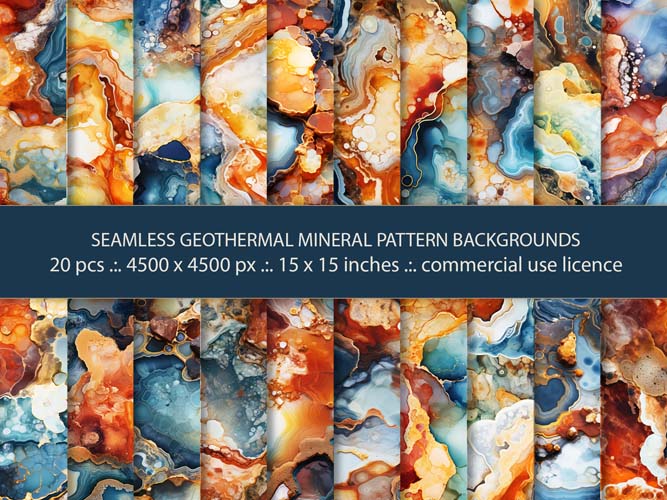 SEAMLESS GEOTHERMAL MINERAL PATTERN BACKGROUNDS
20 pcs .:. 4500 x 4500 px .:. 15 x 15 inches .:. commercial use licence